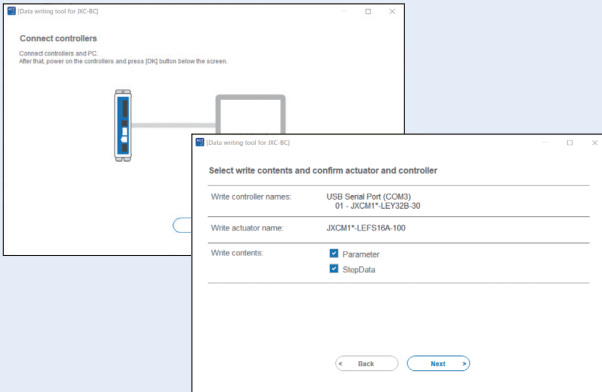 [Data writing tool for JXC-BC]
Connect controllers
Connect controllers and PC.
After that, power on the controllers and press [OK] button below the screen.
[Data writing tool for JXC-BC]
Select write contents and confirm actuator and controller
Write controller names:
USB Serial Port (COM3)
01 - JXCM1*-LEY32B-30
Write actuator name:
JXCM1*-LEFS16A-100
Write contents:
Parameter
StepData
< Back
Next >